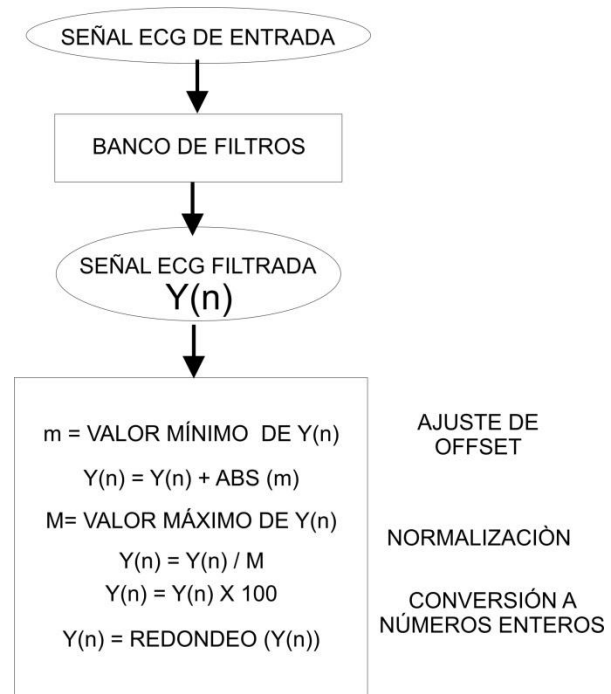 SEÑAL ECG DE ENTRADA
BANCO DE FILTROS
SEÑAL ECG FILTRADA
Y(n)
m = VALOR MÍNIMO DE Y(n)
Y(n) = Y(n) + ABS (m)
AJUSTE DE
OFFSET
M= VALOR MÁXIMO DE Y(n)
Y(n) = Y(n) / M
NORMALIZACIÒN
Y(n) = Y(n) X 100
Y(n) = REDONDEO (Y(n))
CONVERSIÓN A
NÚMEROS ENTEROS